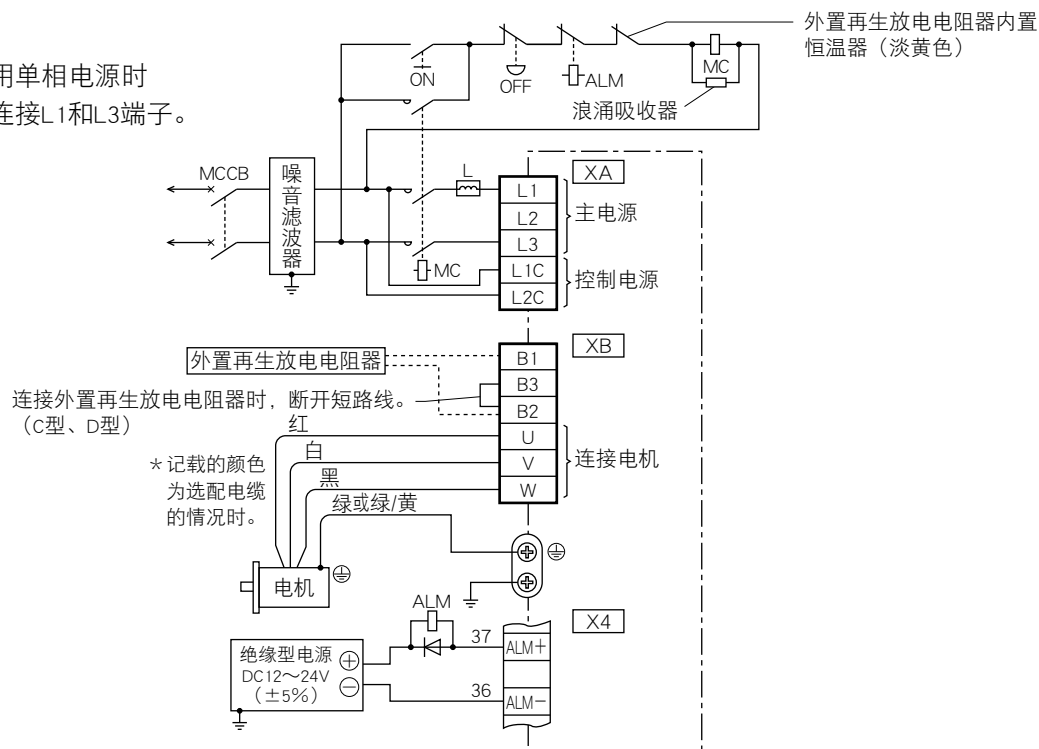 外置再生放电电阻器内置
恒温器（淡黄色）
用单相电源时
连接L1和L3端子。
ON
OFF
ALM
MC
浪涌吸收器
MCCB
噪音滤波器
L
XA
L1
L2
L3
主电源
MC
L1C
L2C
控制电源
XB
外置再生放电电阻器
B1
B3
B2
连接外置再生放电电阻器时，断开短路线。
（C型、D型）
红
U
白
V
连接电机
黑
W
＊记载的颜色
为选配电缆
的情况时。
绿或绿/黄
电机
ALM
X4
绝缘型电源
DC12～24V
（±5%）
37
ALM＋
36
ALM－